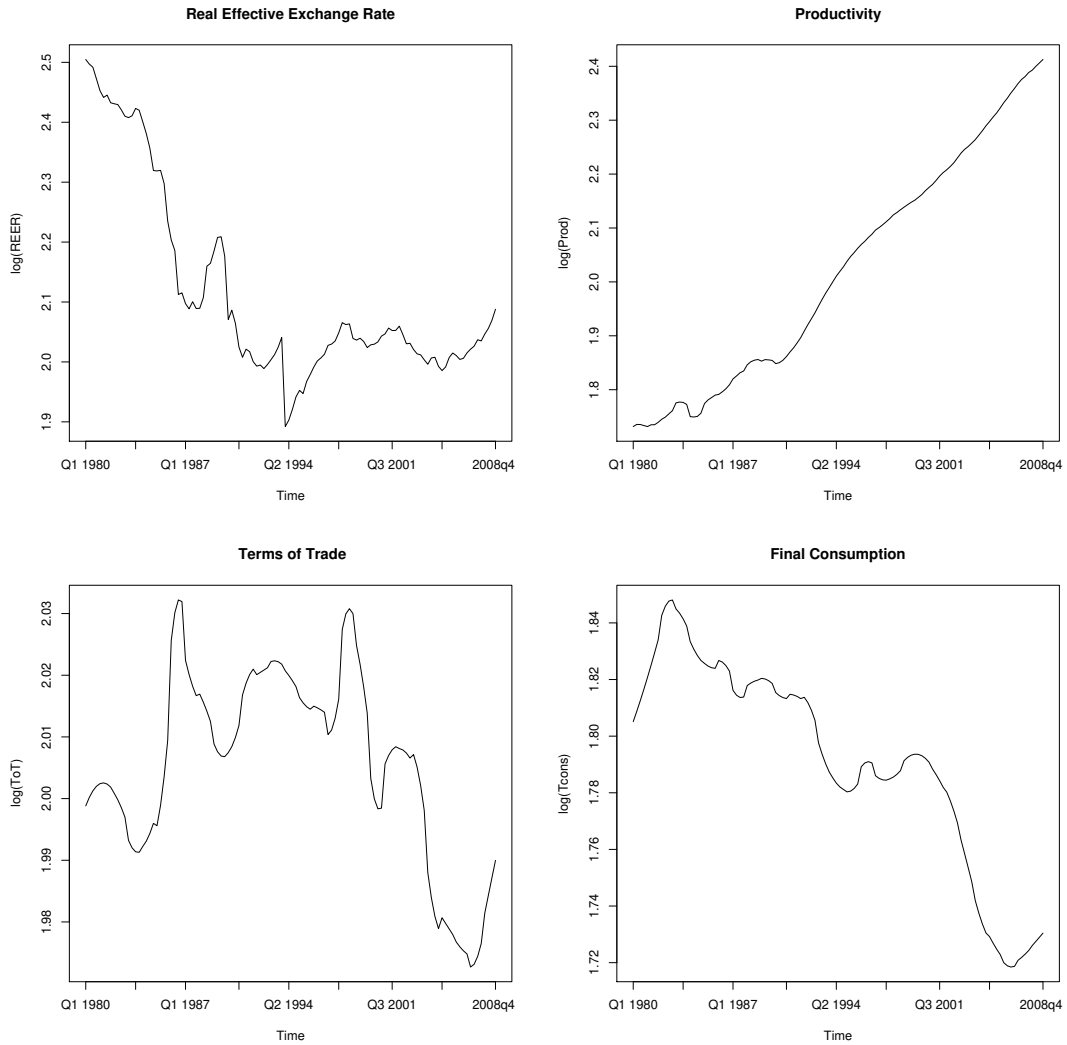 Real Effective Exchange Rate
log(REER)
2.5
2.4
2.3
2.2
2.1
2.0
1.9
Q1 1980 Q1 1987 Q2 1994 Q3 2001 2008q4
Time
Productivity
log(Prod)
2.4
2.3
2.2
2.1
2.0
1.9
1.8
Q1 1980 Q1 1987 Q2 1994 Q3 2001 2008q4
Time
Terms of Trade
log(ToT)
2.03
2.02
2.01
2.00
1.99
1.98
Q1 1980 Q1 1987 Q2 1994 Q3 2001 2008q4
Time
Final Consumption
log(Tcons)
1.84
1.82
1.80
1.78
1.76
1.74
1.72
Q1 1980 Q1 1987 Q2 1994 Q3 2001 2008q4
Time